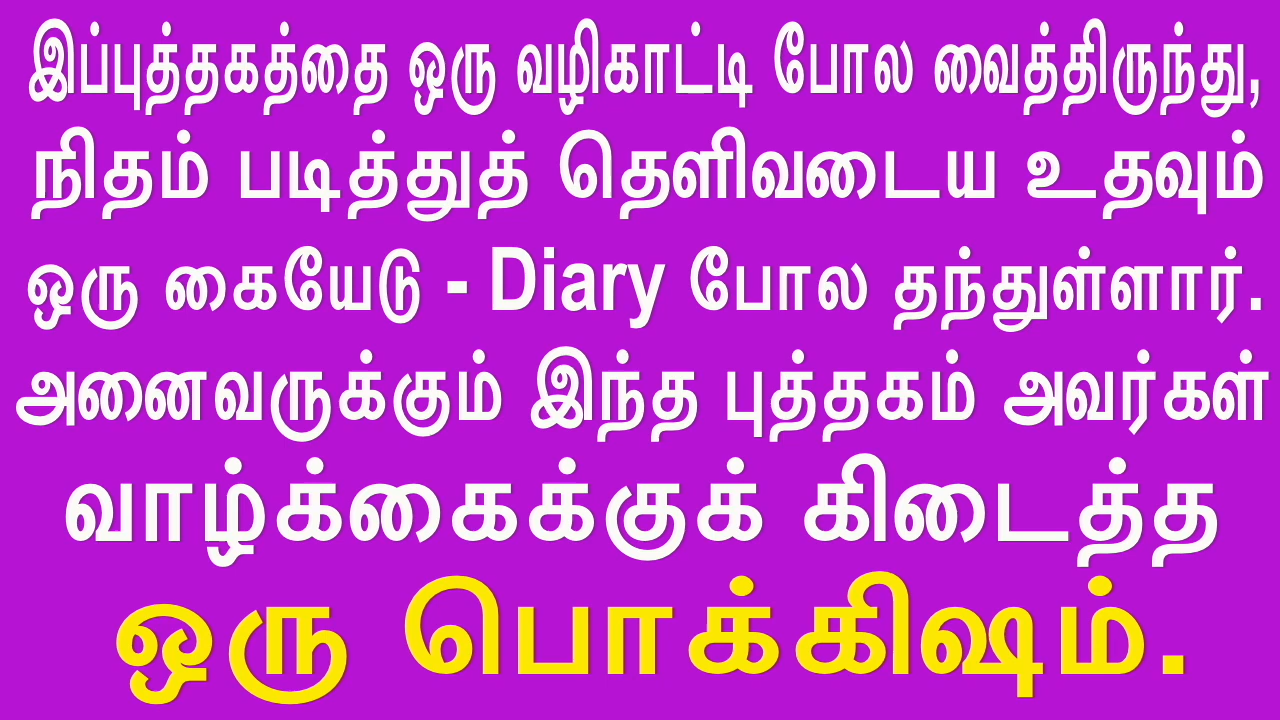 இப்புத்தகத்தை ஒரு வழிகாட்டி போல வைத்திருந்து,
நிதம் படித்துத் தெளிவடைய உதவும்
ஒரு கையேடு - Diary போல தந்துள்ளார்.
அனைவருக்கும் இந்த புத்தகம் அவர்கள்
வாழ்க்கைக்குக் கிடைத்த
ஒரு பொக்கிஷம்.